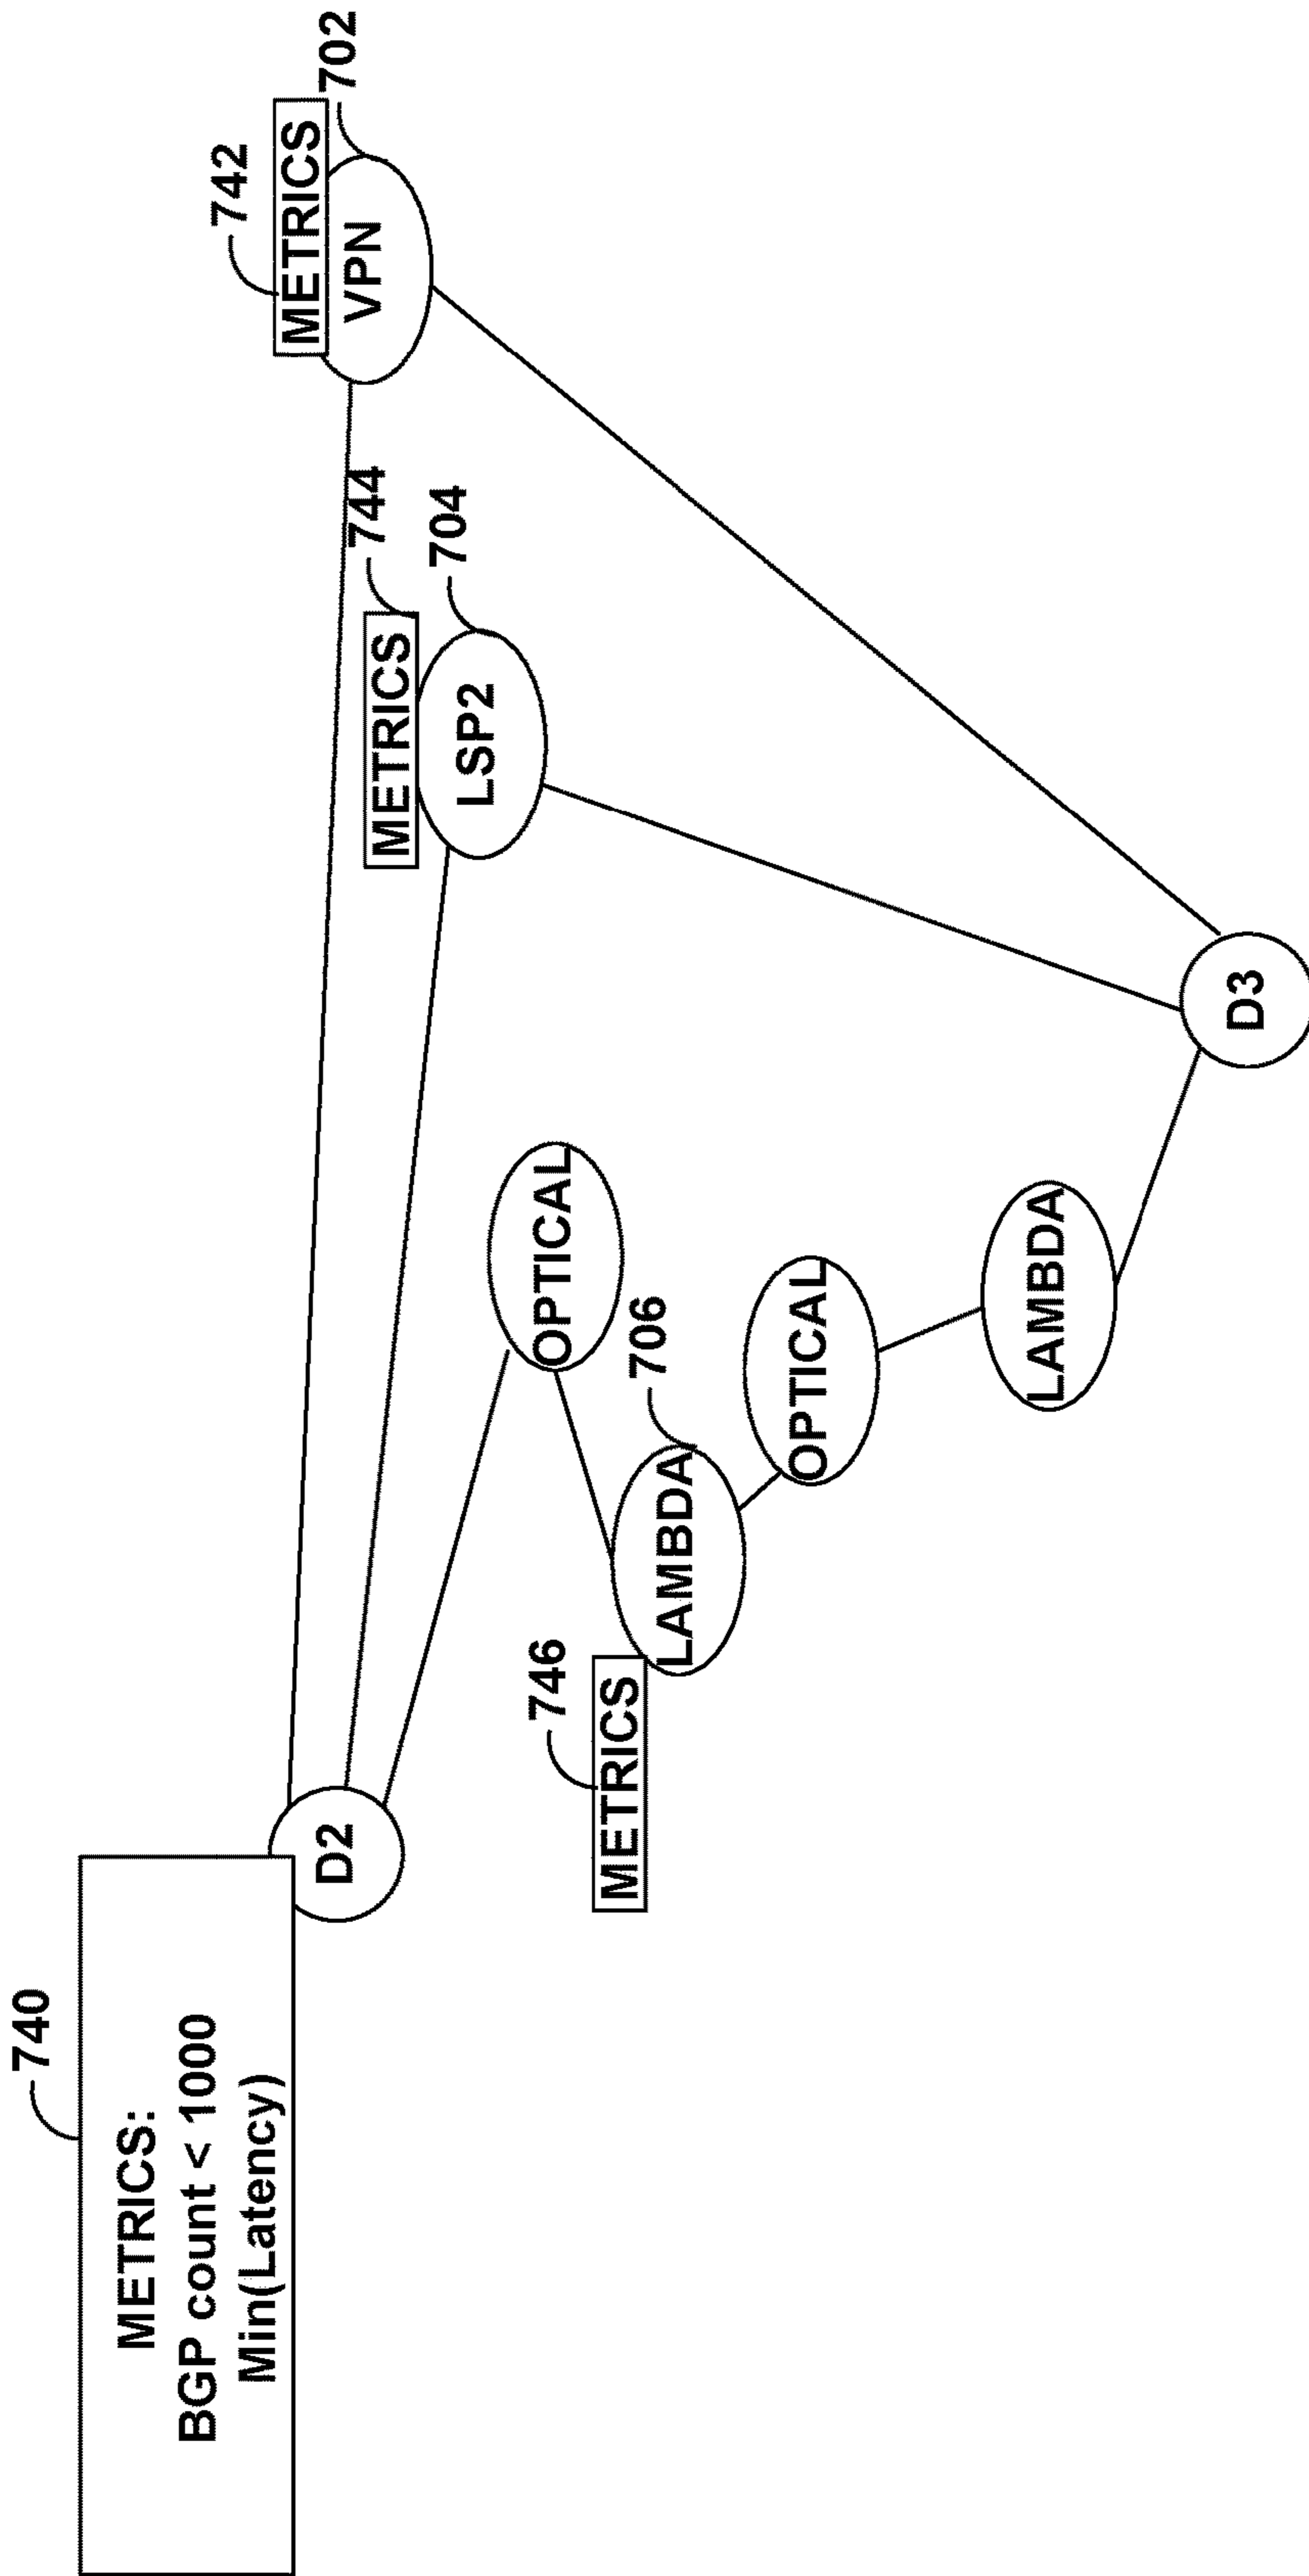 740
METRICS:
BGP count < 1000
Min(Latency)
D2
742
METRICS
702
VPN
744
METRICS
704
LSP2
OPTICAL
746
METRICS
706
LAMBDA
OPTICAL
LAMBDA
D3